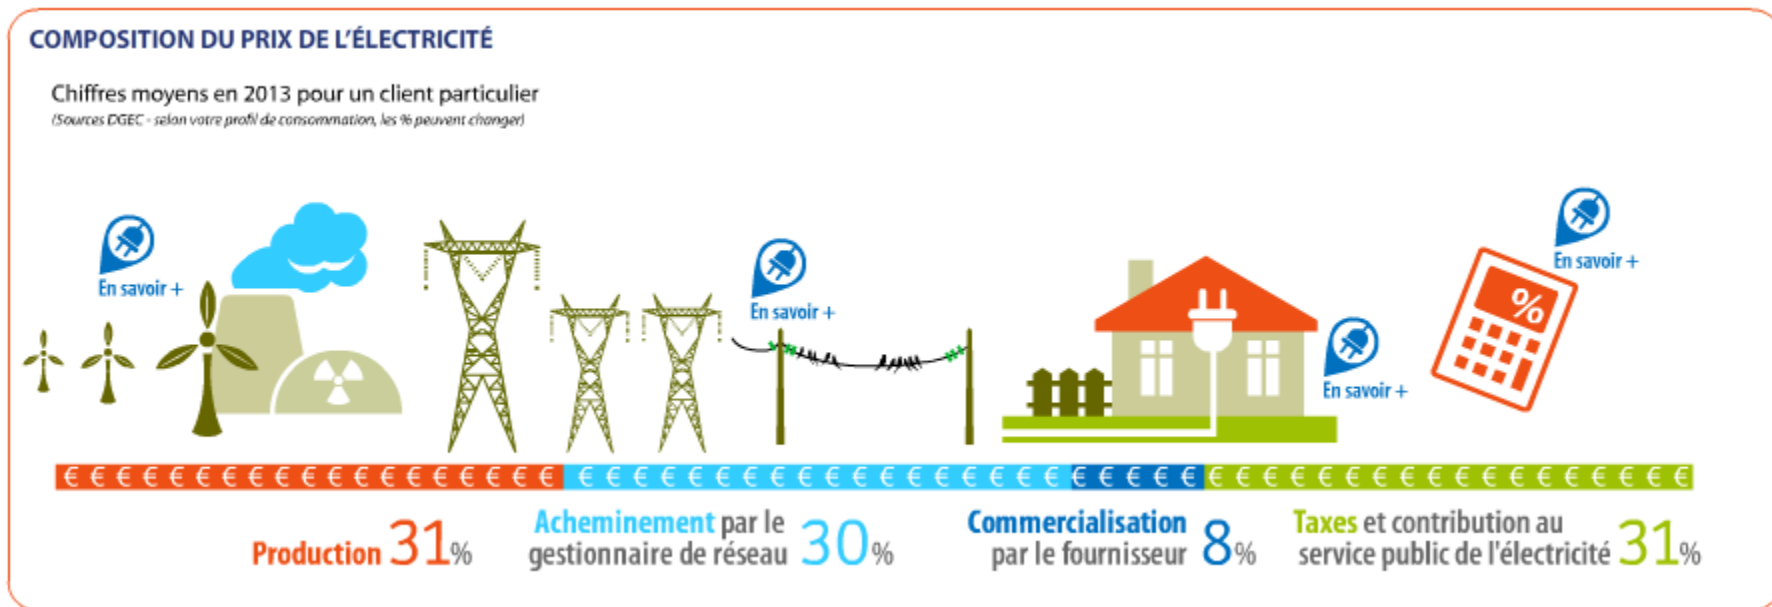 COMPOSITION DU PRIX DE L'ÉLECTRICITÉ
Chiffres moyens en 2013 pour un client particulier
(Sources DGEC - selon votre profil de consommation, les % peuvent changer)
En savoir +
En savoir +
En savoir +
En savoir +
%
€ € € € € € € € € € € € € € € € € € € € € € € € € € € € € € € € € € € € € € € € € € € € € € € € € € € € € € € € € € € € €
Production 31%
Acheminement par le
gestionnaire de réseau 30%
Commercialisation
par le fournisseur 8%
Taxes et contribution au
service public de l'électricité 31%